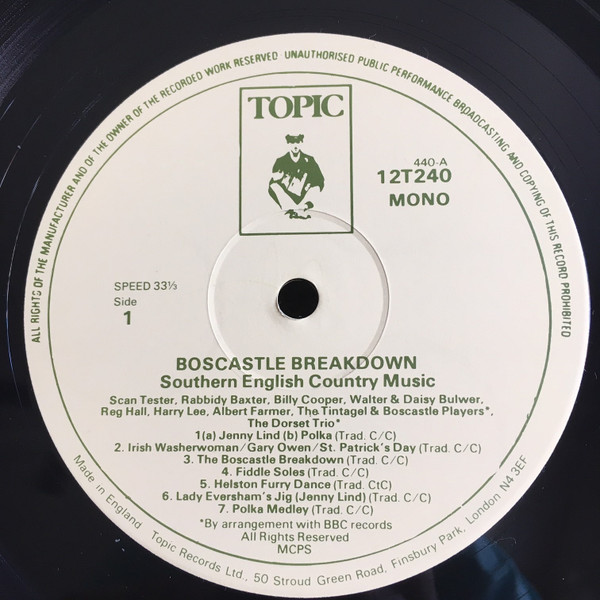 ALL RIGHTS OF THE MANUFACTURER AND OF THE OWNER OF THE RECORDED WORK RESERVED UNAUTHORISED PUBLIC PERFORMANCE BROADCASTING AND COPYING OF THIS RECORD PROHIBITED
TOPIC
440-A
12T240
MONO
SPEED 33⅓
Side
1
BOSCASTLE BREAKDOWN
Southern English Country Music
Scan Tester, Rabbidy Baxter, Billy Cooper, Walter & Daisy Bulwer,
Reg Hall, Harry Lee, Albert Farmer, The Tintagel & Boscastle Players*,
The Dorset Trio*
1(a) Jenny Lind (b) Polka (Trad. C/C)
2. Irish Washerwoman/Gary Owen/St. Patrick's Day (Trad. C/C)
3. The Boscastle Breakdown (Trad. C/C)
4. Fiddle Soles (Trad. C/C)
5. Helston Furry Dance (Trad. CtC)
6. Lady Eversham's Jig (Jenny Lind) (Trad. C/C)
7. Polka Medley (Trad. C/C)
*By arrangement with BBC records
All Rights Reserved
MCPS
Made in England Topic Records Ltd., 50 Stroud Green Road, Finsbury Park, London N4 3EF